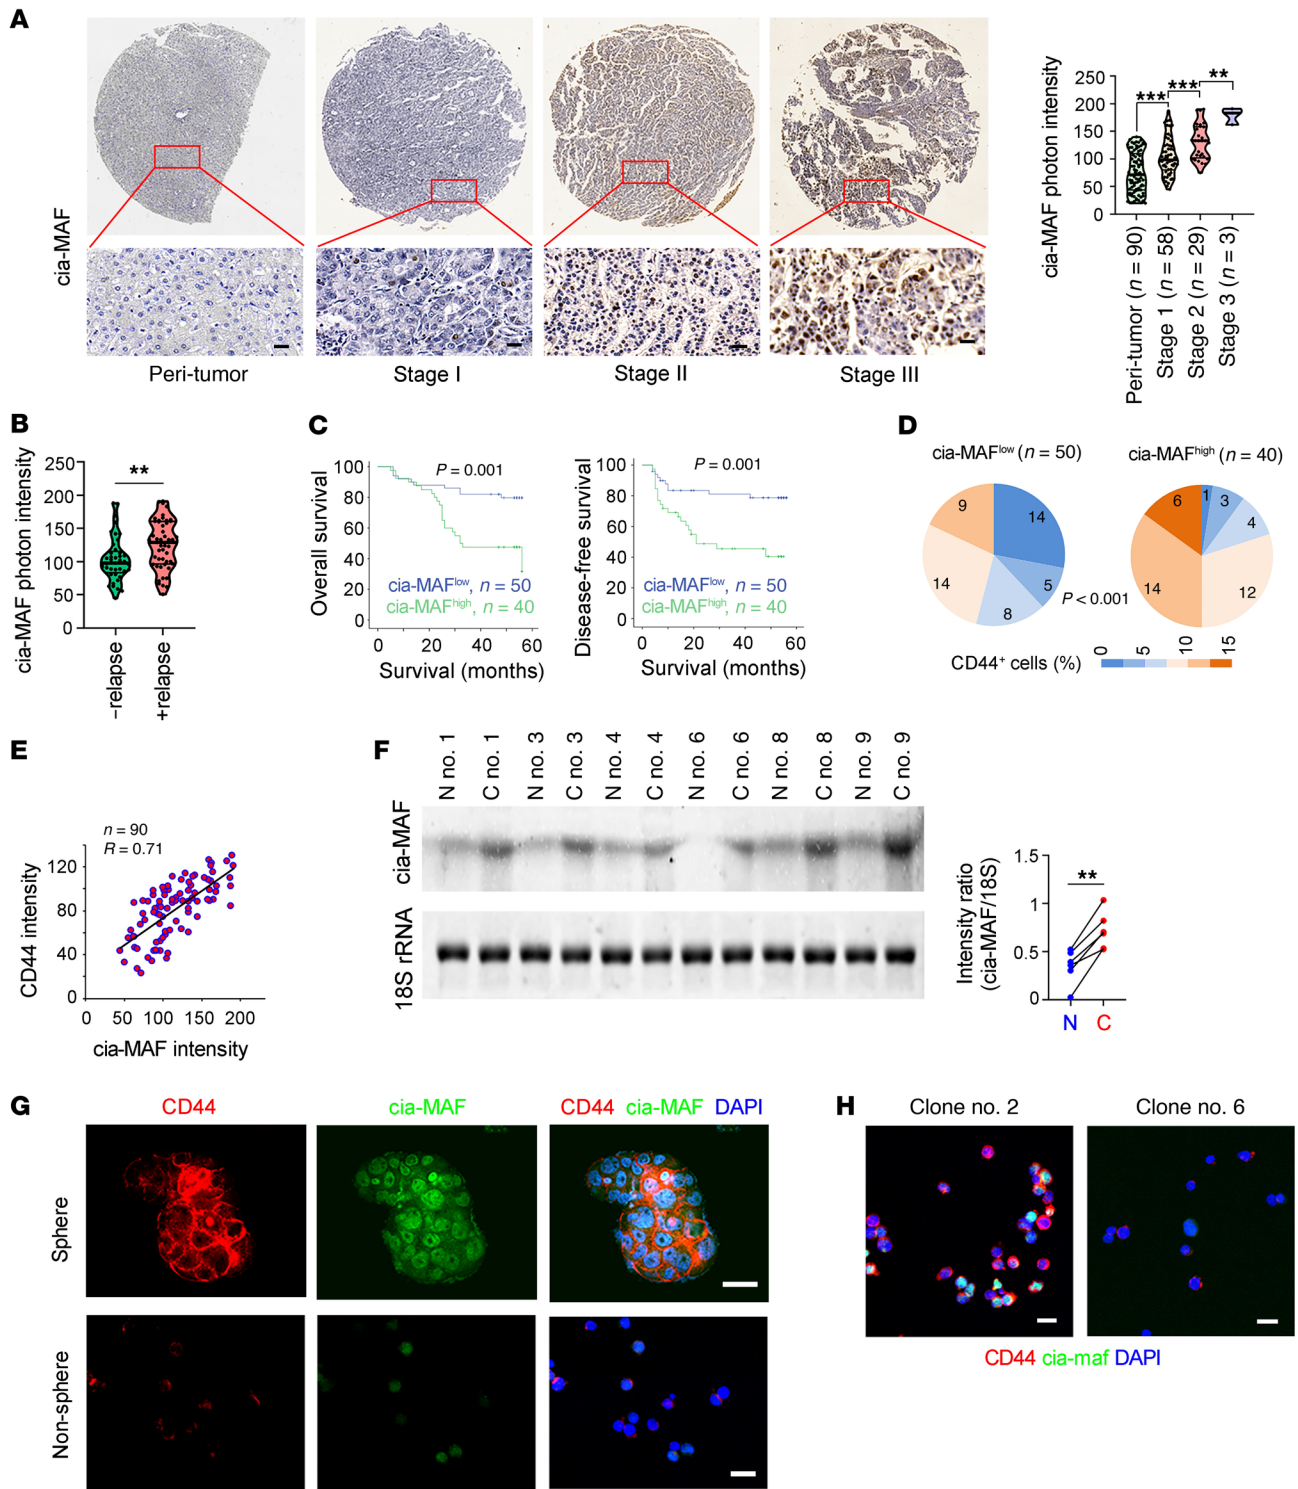 A
cia-MAF
Peri-tumor
Stage I
Stage II
Stage III
cia-MAF photon intensity
250
200
150
100
50
0
***
***
**
Peri-tumor (n = 90)
Stage 1 (n = 58)
Stage 2 (n = 29)
Stage 3 (n = 3)
B
cia-MAF photon intensity
250
200
150
100
50
0
**
–relapse
+relapse
C
Overall survival
100
80
60
40
20
0
P = 0.001
cia-MAFlow, n = 50
cia-MAFhigh, n = 40
0 20 40 60
Survival (months)
Disease-free survival
100
80
60
40
20
0
P = 0.001
cia-MAFlow, n = 50
cia-MAFhigh, n = 40
0 20 40 60
Survival (months)
D
cia-MAFlow (n = 50)
cia-MAFhigh (n = 40)
9
14
14
5
8
P < 0.001
6
1
3
4
14
12
CD44+ cells (%)
0
5
10
15
E
n = 90
R = 0.71
CD44 intensity
120
80
40
0
0 50 100 150 200
cia-MAF intensity
F
N no. 1
C no. 1
N no. 3
C no. 3
N no. 4
C no. 4
N no. 6
C no. 6
N no. 8
C no. 8
N no. 9
C no. 9
cia-MAF
18S rRNA
Intensity ratio
(cia-MAF/18S)
1.5
1
0.5
0
**
N C
G
CD44
cia-MAF
CD44 cia-MAF DAPI
Sphere
Non-sphere
H
Clone no. 2
Clone no. 6
CD44 cia-maf DAPI